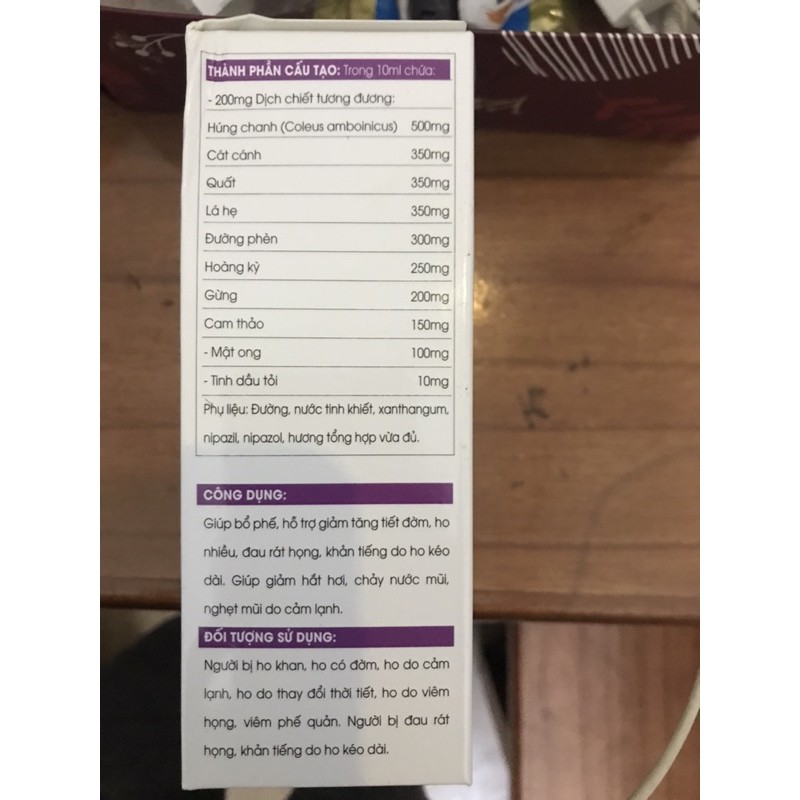 THÀNH PHẦN CẤU TẠO: Trong 10ml chứa:
- 200mg Dịch chiết tương đương:
Húng chanh (Coleus amboinicus) 500mg
Cát cánh 350mg
Quất 350mg
Lá hẹ 350mg
Đường phèn 300mg
Hoàng kỳ 250mg
Gừng 200mg
Cam thảo 150mg
- Mật ong 100mg
- Tinh dầu tỏi 10mg
Phụ liệu: Đường, nước tinh khiết, xanthangum,
nipazil, nipazol, hương tổng hợp vừa đủ.
CÔNG DỤNG:
Giúp bổ phế, hỗ trợ giảm tăng tiết đờm, ho
nhiều, đau rát họng, khản tiếng do ho kéo
dài. Giúp giảm hắt hơi, chảy nước mũi,
nghẹt mũi do cảm lạnh.
ĐỐI TƯỢNG SỬ DỤNG:
Người bị ho khan, ho có đờm, ho do cảm
lạnh, ho do thay đổi thời tiết, ho do viêm
họng, viêm phế quản. Người bị đau rát
họng, khản tiếng do ho kéo dài.